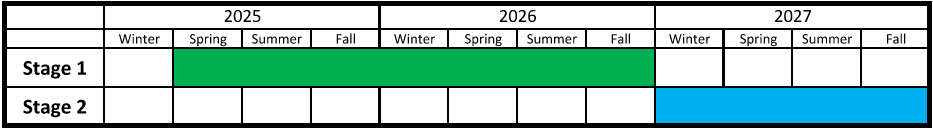 2025 2026 2027
Winter Spring Summer Fall Winter Spring Summer Fall Winter Spring Summer Fall
Stage 1
Stage 2